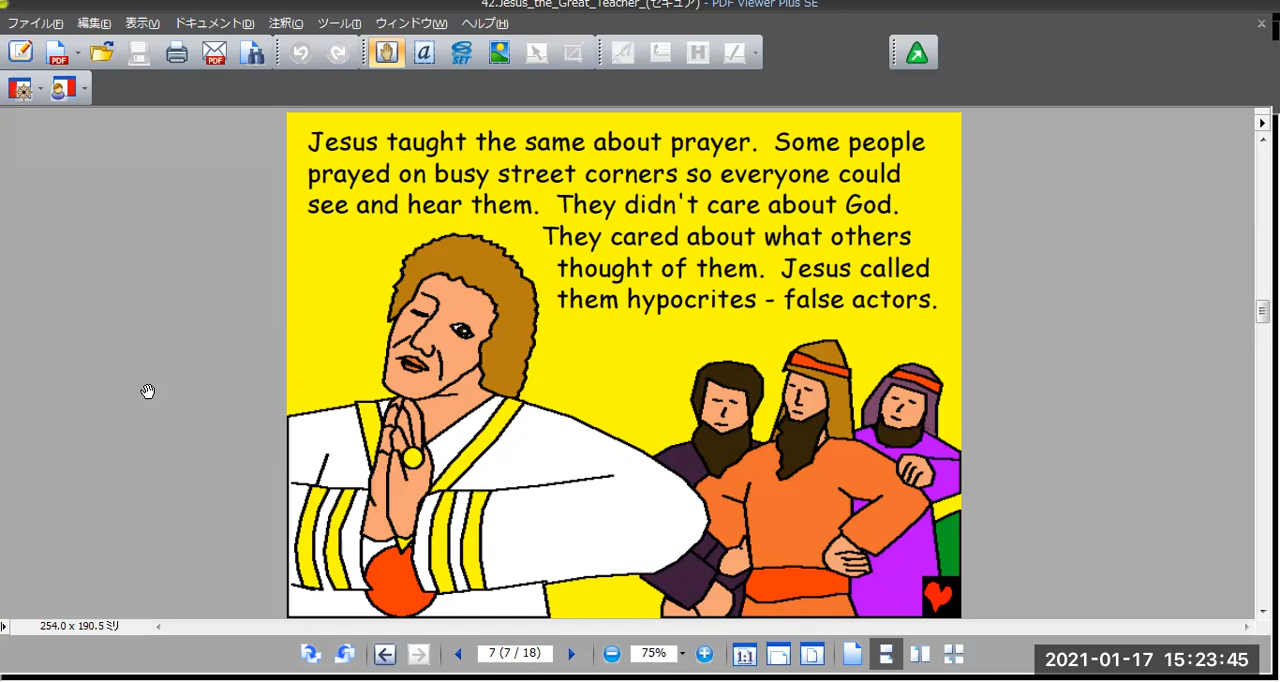 42.Jesus_the_Great_Teacher_(セキュア) - PDF Viewer Plus SE
ファイル(F) 編集(E) 表示(V) ドキュメント(D) 注釈(C) ツール(T) ウィンドウ(W) ヘルプ(H)
Jesus taught the same about prayer. Some people
prayed on busy street corners so everyone could
see and hear them. They didn't care about God.
They cared about what others
thought of them. Jesus called
them hypocrites - false actors.
254.0 x 190.5 ミリ
7 (7 / 18) 75% 1:1
2021-01-17 15:23:45